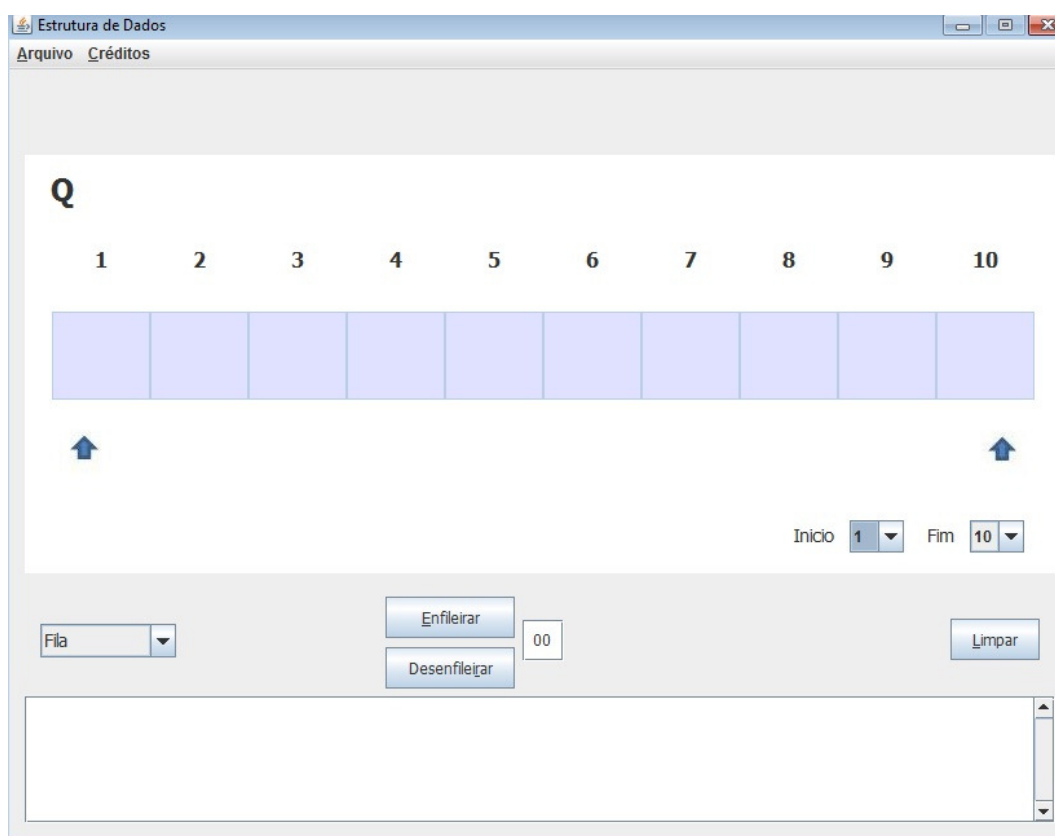 Estrutura de Dados
Arquivo Créditos
Q
1 2 3 4 5 6 7 8 9 10
Inicio 1 Fim 10
Enfileirar
Fila 00 Limpar
Desenfileirar